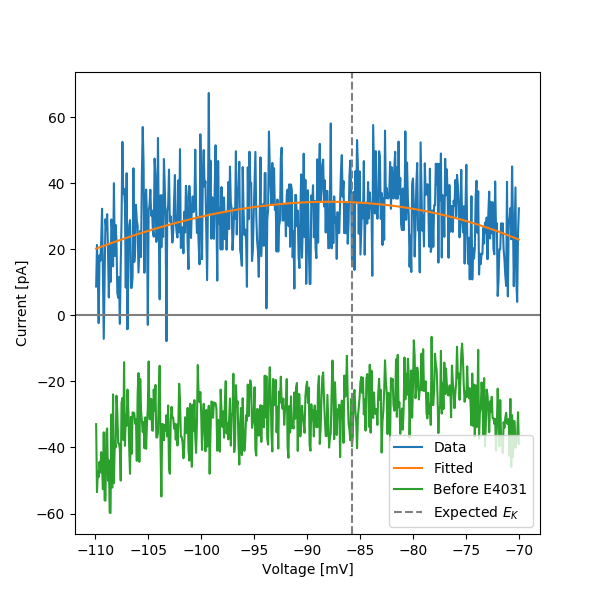 60
40
20
0
−20
−40
−60
Current [pA]
Data
Fitted
Before E4031
Expected E_K
−110 −105 −100 −95 −90 −85 −80 −75 −70
Voltage [mV]